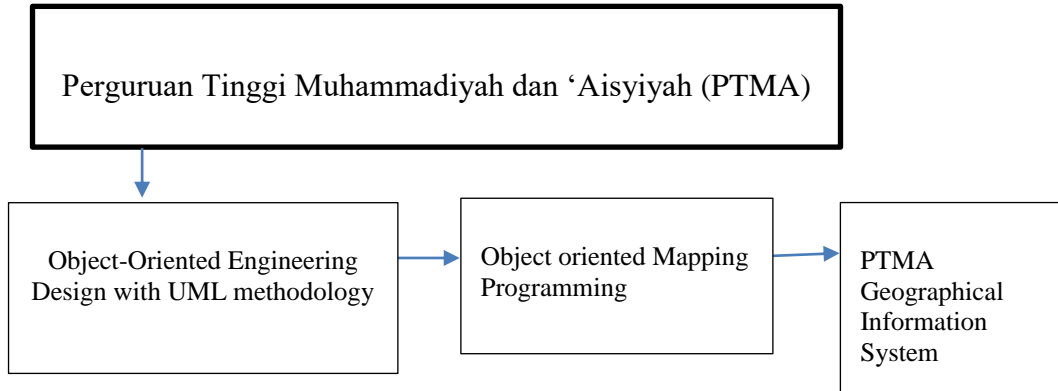 Perguruan Tinggi Muhammadiyah dan ‘Aisyiyah (PTMA)
Object-Oriented Engineering
Design with UML methodology
Object oriented Mapping
Programming
PTMA
Geographical
Information
System